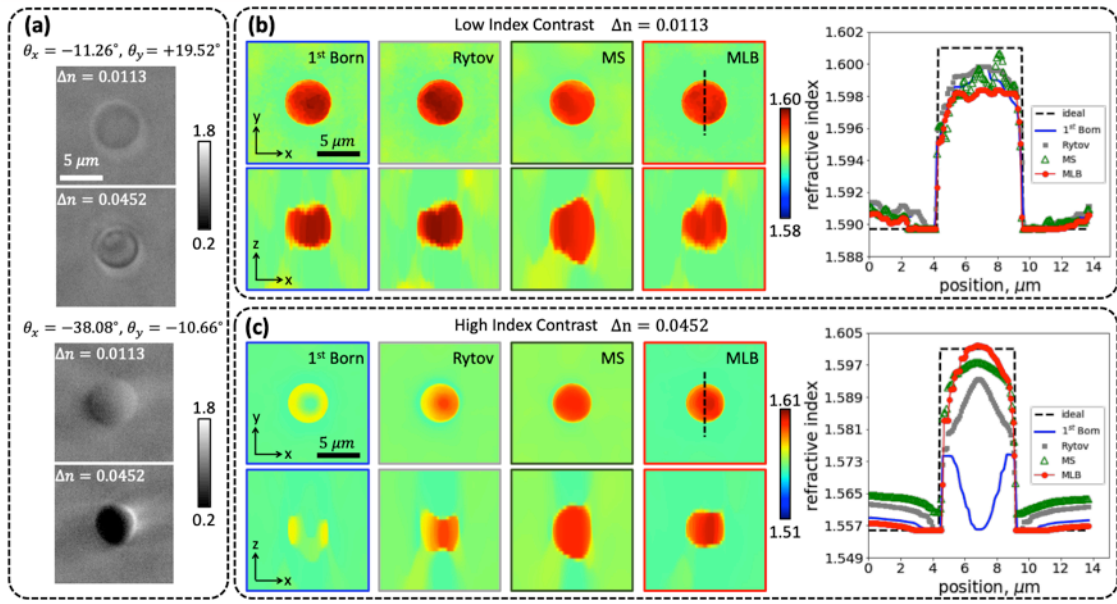 (a)
θx = −11.26°, θy = +19.52°
Δn = 0.0113
5 μm
1.8
Δn = 0.0452
0.2
θx = −38.08°, θy = −10.66°
Δn = 0.0113
1.8
Δn = 0.0452
0.2
(b)
Low Index Contrast Δn = 0.0113
1st Born
Rytov
MS
MLB
y
x
5 μm
z
x
1.60
1.58
refractive index
1.602
1.600
1.598
1.596
1.594
1.592
1.590
1.588
0 2 4 6 8 10 12 14
position, μm
ideal
1st Born
Rytov
MS
MLB
(c)
High Index Contrast Δn = 0.0452
1st Born
Rytov
MS
MLB
y
x
5 μm
z
x
1.61
1.51
refractive index
1.605
1.597
1.589
1.581
1.573
1.565
1.557
1.549
0 2 4 6 8 10 12 14
position, μm
ideal
1st Born
Rytov
MS
MLB